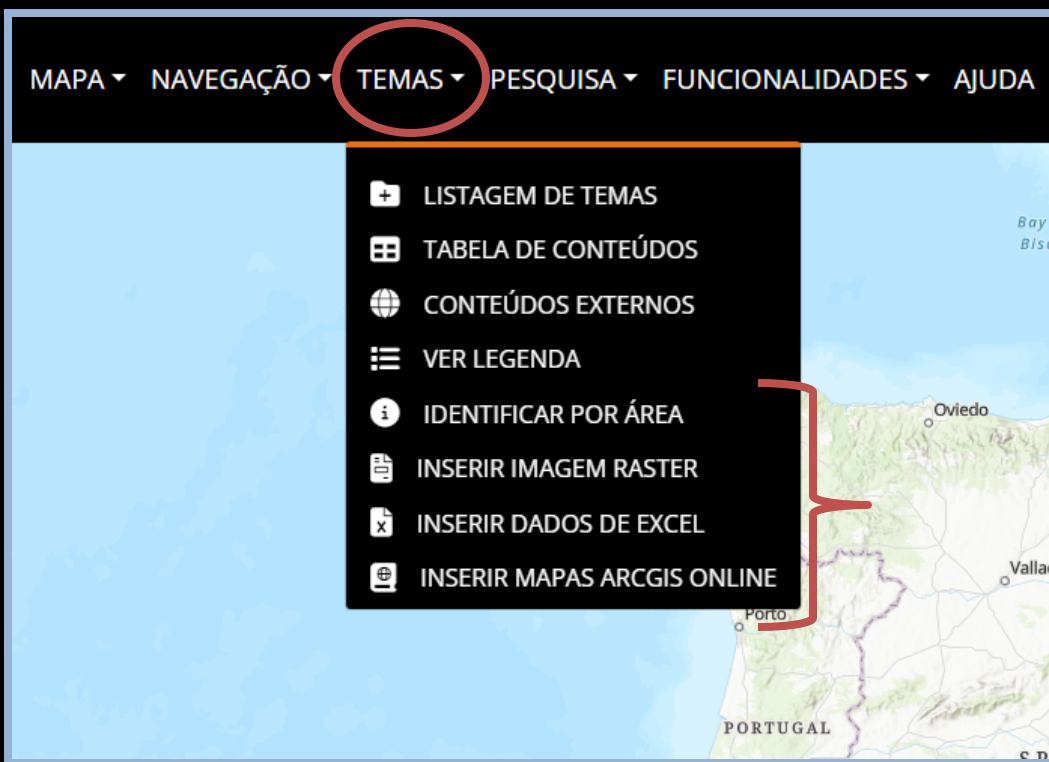 MAPA NAVEGAÇÃO TEMAS PESQUISA FUNCIONALIDADES AJUDA
LISTAGEM DE TEMAS
TABELA DE CONTEÚDOS
CONTEÚDOS EXTERNOS
VER LEGENDA
IDENTIFICAR POR ÁREA
INSERIR IMAGEM RASTER
INSERIR DADOS DE EXCEL
INSERIR MAPAS ARCGIS ONLINE
Bay
Oviedo
Porto
PORTUGAL